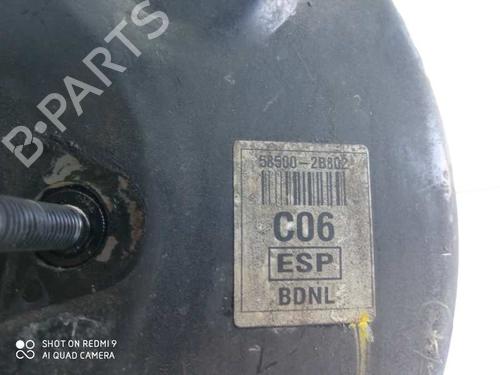 B-PARTS
58500-2B802
C06
ESP
BDNL
SHOT ON REDMI 9
AI QUAD CAMERA